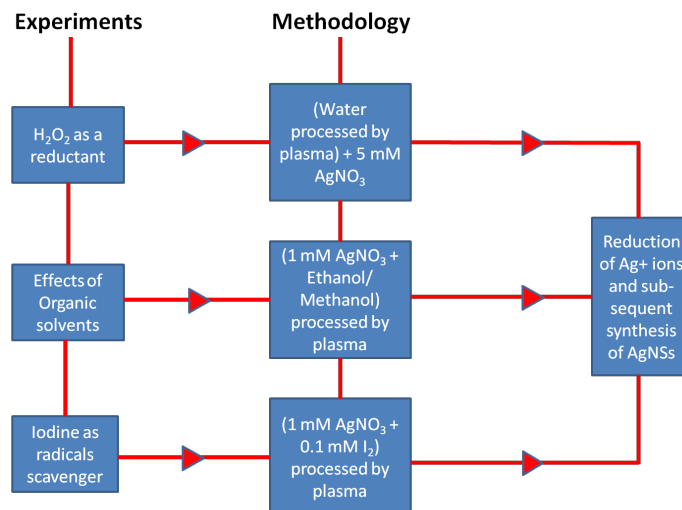 Experiments
Methodology
H₂O₂ as a
reductant
(Water
processed by
plasma) + 5 mM
AgNO₃
Effects of
Organic
solvents
(1 mM AgNO₃ +
Ethanol/
Methanol)
processed by
plasma
Reduction
of Ag+ ions
and sub-
sequent
synthesis
of AgNSs
Iodine as
radicals
scavenger
(1 mM AgNO₃ +
0.1 mM I₂)
processed by
plasma